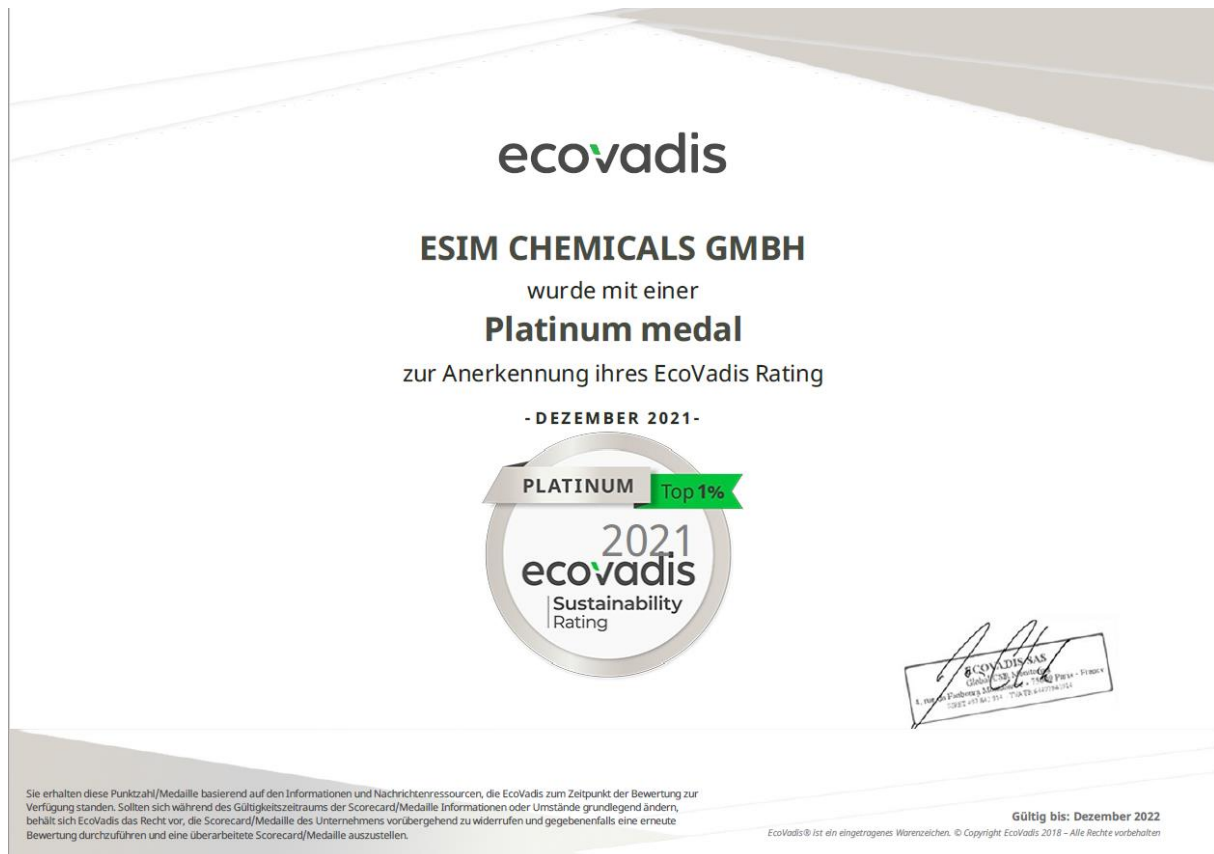 ecovadis
ESIM CHEMICALS GMBH
wurde mit einer
Platinum medal
zur Anerkennung ihres EcoVadis Rating
- DEZEMBER 2021-
PLATINUM Top 1%
2021
ecovadis
Sustainability
Rating
ECOVADIS SAS
Global CSR
Paris - France
Sie erhalten diese Punktzahl/Medaille basierend auf den Informationen und Nachrichtenressourcen, die EcoVadis zum Zeitpunkt der Bewertung zur
Verfügung standen. Sollten sich während des Gültigkeitszeitraums der Scorecard/Medaille Informationen oder Umstände grundlegend ändern,
behält sich EcoVadis das Recht vor, die Scorecard/Medaille des Unternehmens vorübergehend zu widerrufen und gegebenenfalls eine erneute
Bewertung durchzuführen und eine überarbeitete Scorecard/Medaille auszustellen.
Gültig bis: Dezember 2022
EcoVadis® ist ein eingetragenes Warenzeichen. © Copyright EcoVadis 2018 – Alle Rechte vorbehalten